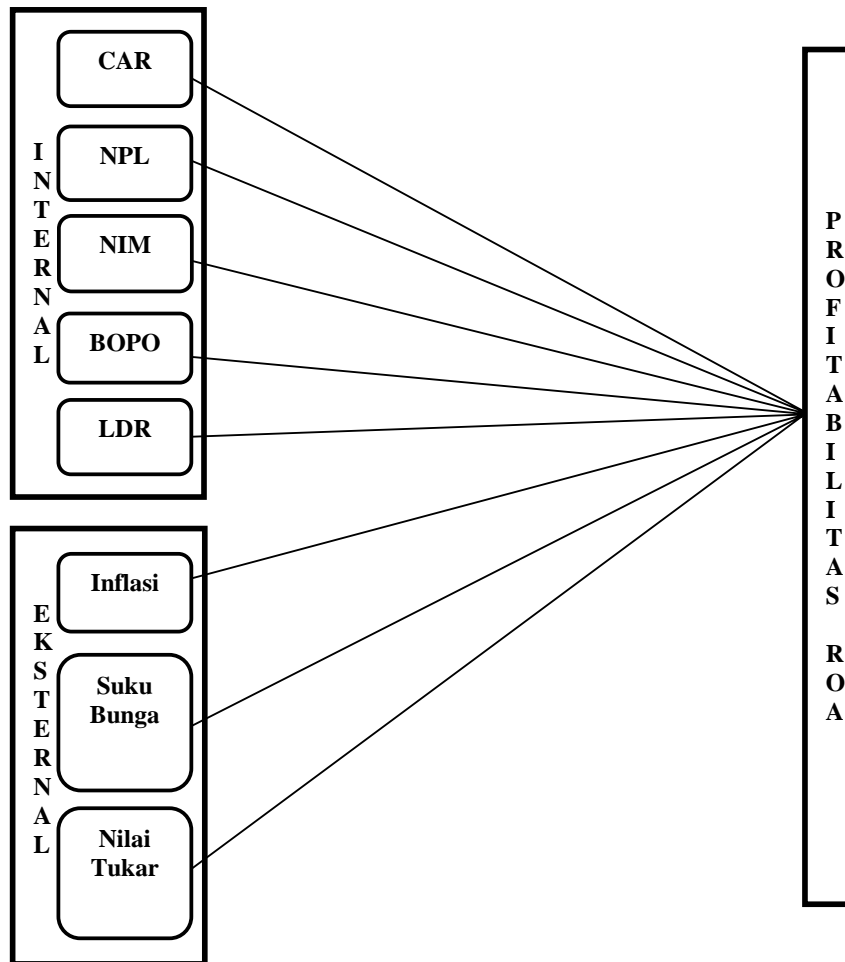 INTERNAL
CAR
NPL
NIM
BOPO
LDR
EKSTERNAL
Inflasi
Suku
Bunga
Nilai
Tukar
PROFITABILITAS ROA